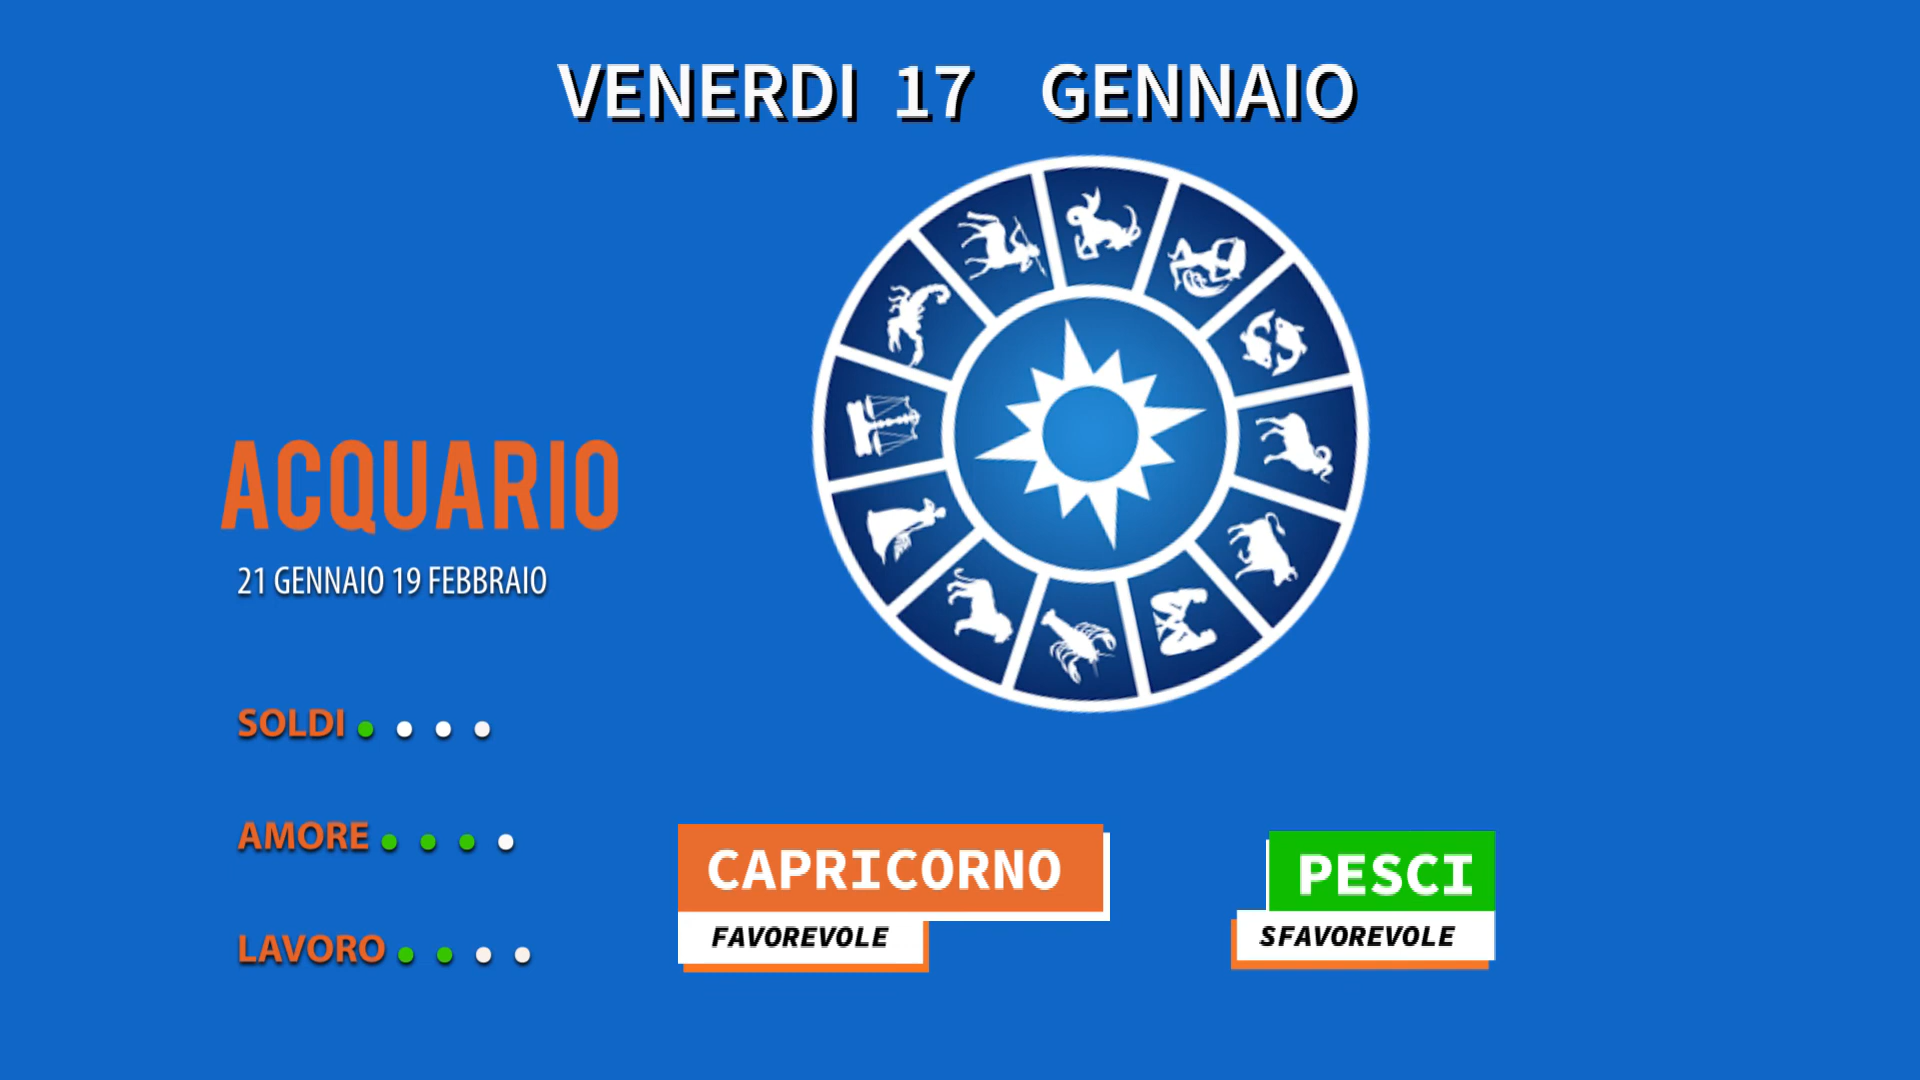 VENERDI 17 GENNAIO
ACQUARIO
21 GENNAIO 19 FEBBRAIO
SOLDI
AMORE
LAVORO
CAPRICORNO
FAVOREVOLE
PESCI
SFAVOREVOLE